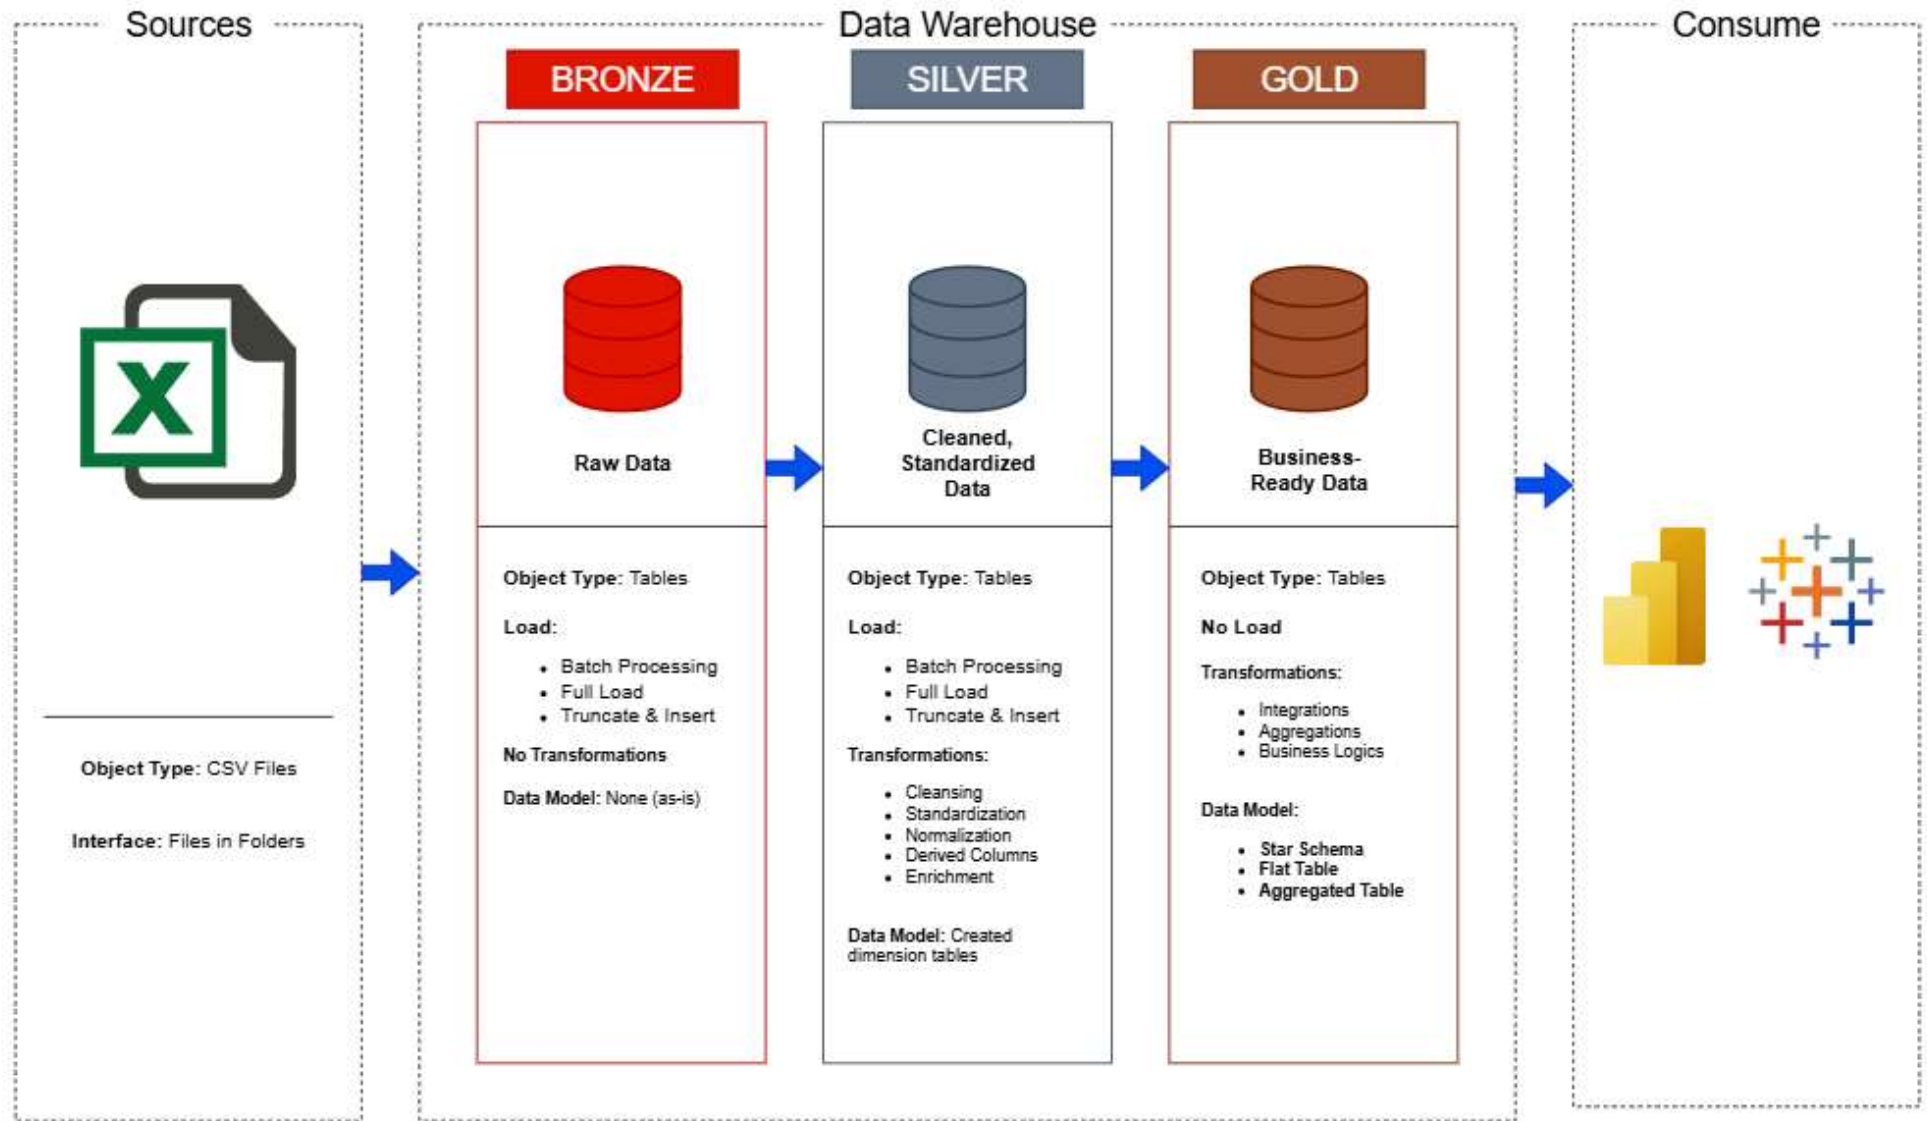 Sources
Data Warehouse
Consume
BRONZE
SILVER
GOLD
X
Raw Data
Cleaned,
Standardized
Data
Business-
Ready Data
Object Type: CSV Files
Interface: Files in Folders
Object Type: Tables
Load:
• Batch Processing
• Full Load
• Truncate & Insert
No Transformations
Data Model: None (as-is)
Object Type: Tables
Load:
• Batch Processing
• Full Load
• Truncate & Insert
Transformations:
• Cleansing
• Standardization
• Normalization
• Derived Columns
• Enrichment
Data Model: Created
dimension tables
Object Type: Tables
No Load
Transformations:
• Integrations
• Aggregations
• Business Logics
Data Model:
• Star Schema
• Flat Table
• Aggregated Table